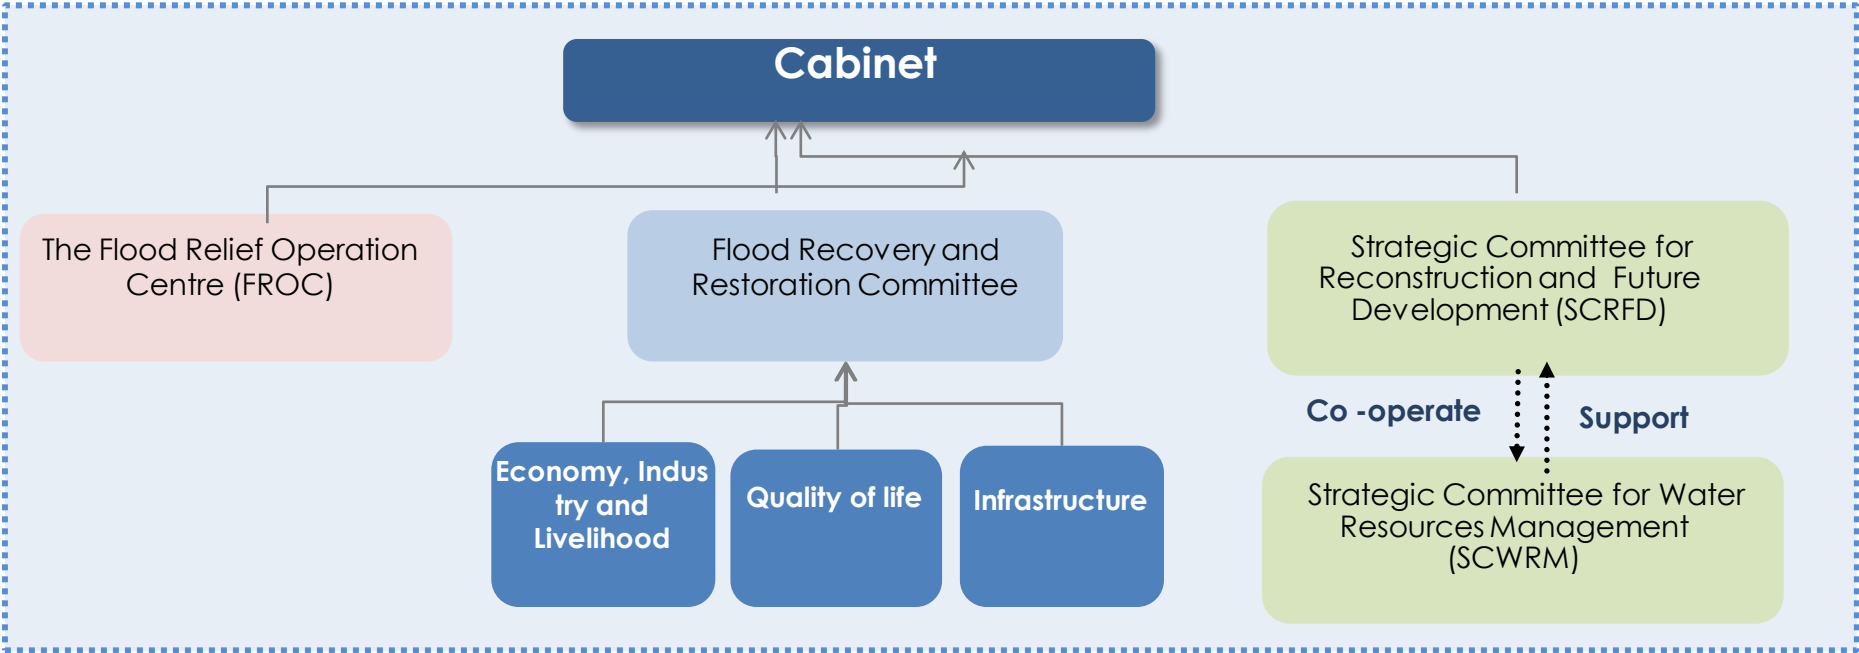 Cabinet
The Flood Relief Operation
Centre (FROC)
Flood Recovery and
Restoration Committee
Strategic Committee for
Reconstruction and Future
Development (SCRFD)
Co -operate
Support
Economy, Indus
try and
Livelihood
Quality of life
Infrastructure
Strategic Committee for Water
Resources Management
(SCWRM)